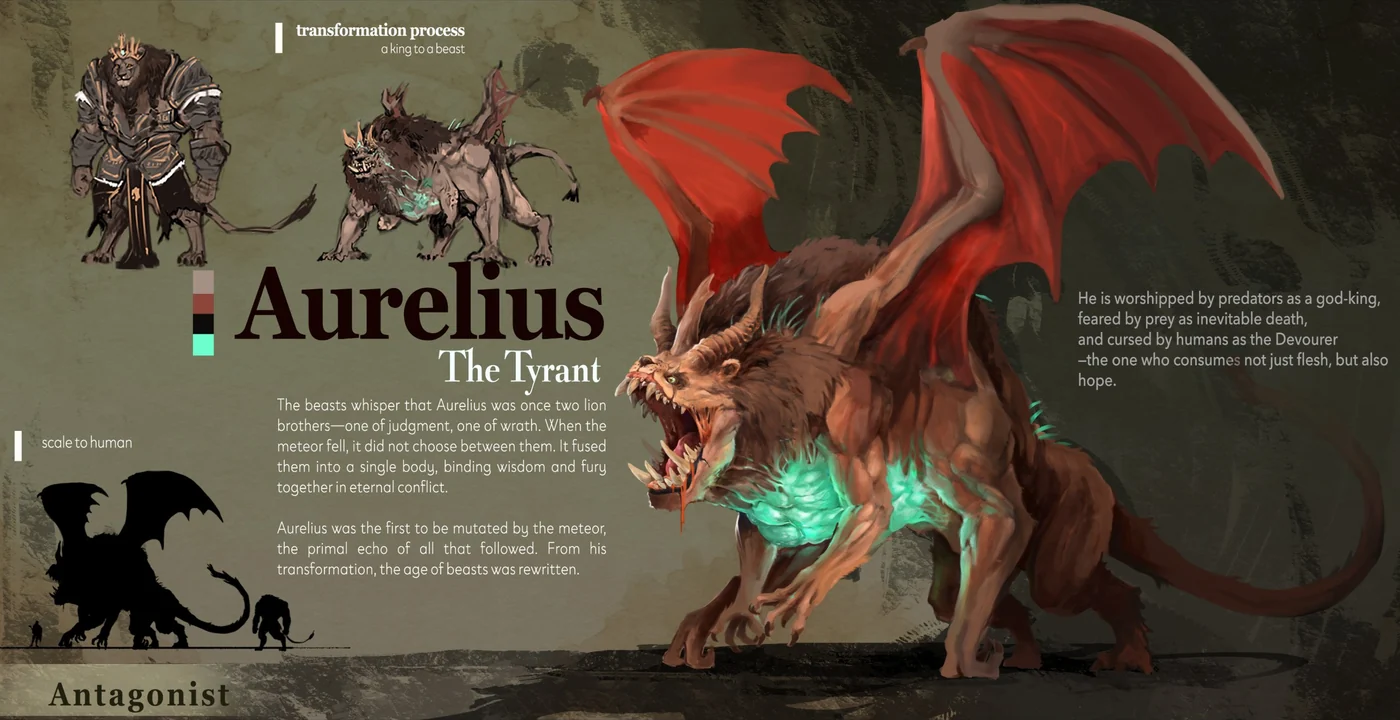 transformation process
a king to a beast
Aurelius
The Tyrant
The beasts whisper that Aurelius was once two lion
brothers—one of judgment, one of wrath. When the
meteor fell, it did not choose between them. It fused
them into a single body, binding wisdom and fury
together in eternal conflict.
Aurelius was the first to be mutated by the meteor,
the primal echo of all that followed. From his
transformation, the age of beasts was rewritten.
He is worshipped by predators as a god-king,
feared by prey as inevitable death,
and cursed by humans as the Devourer
–the one who consumes not just flesh, but also
hope.
scale to human
Antagonist